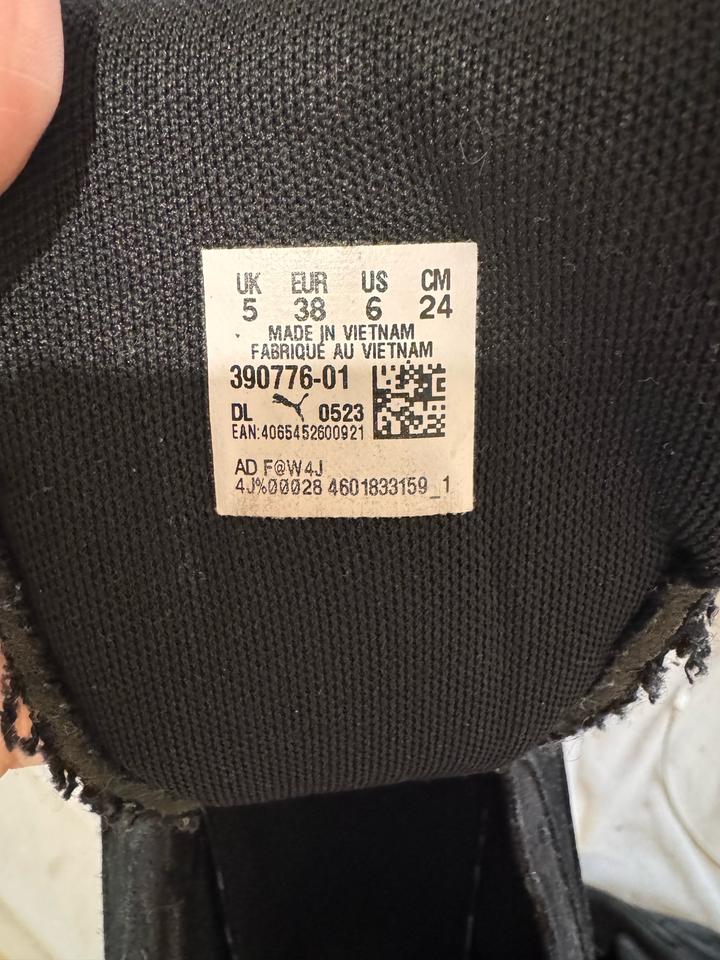 UK EUR US CM
5 38 6 24
MADE IN VIETNAM
FABRIQUÉ AU VIETNAM
390776-01
DL 0523
EAN:4065452600921
AD F@W4J
4J%00028 4601833159_1